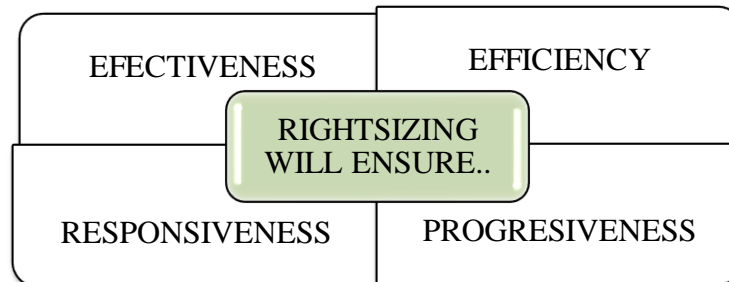 EFECTIVENESS
EFFICIENCY
RIGHTSIZING
WILL ENSURE..
RESPONSIVENESS
PROGRESIVENESS